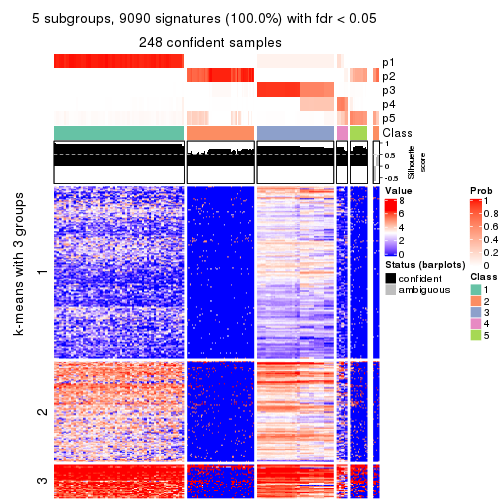 5 subgroups, 9090 signatures (100.0%) with fdr < 0.05
248 confident samples
p1
p2
p3
p4
p5
Class
1
0.5
0
-0.5
Silhouette
score
k-means with 3 groups
1
2
3
Value
8
6
4
2
0
Status (barplots)
confident
ambiguous
Prob
1
0.8
0.6
0.4
0.2
0
Class
1
2
3
4
5